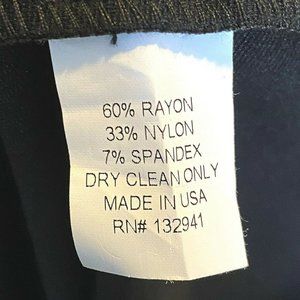 60% RAYON
33% NYLON
7% SPANDEX
DRY CLEAN ONLY
MADE IN USA
RN# 132941